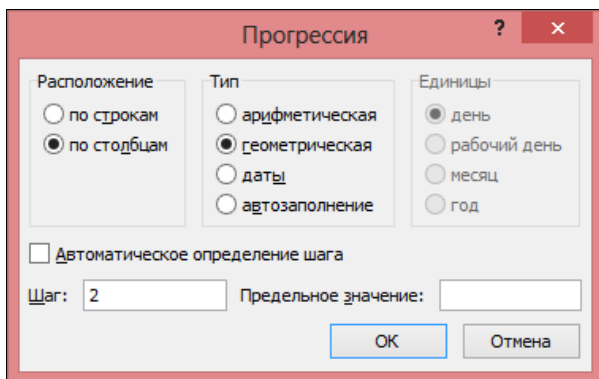 Прогрессия ? ×
Расположение
по строкам
по столбцам
Тип
арифметическая
геометрическая
даты
автозаполнение
Единицы
день
рабочий день
месяц
год
Автоматическое определение шага
Шаг: 2 Предельное значение:
ОК Отмена